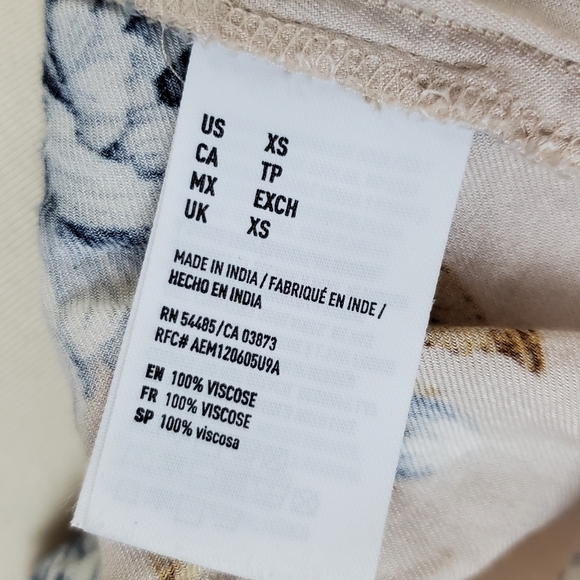 US XS
CA TP
MX EXCH
UK XS
MADE IN INDIA / FABRIQUÉ EN INDE /
HECHO EN INDIA
RN 54485/CA 03873
RFC# AEM120605U9A
EN 100% VISCOSE
FR 100% VISCOSE
SP 100% viscosa